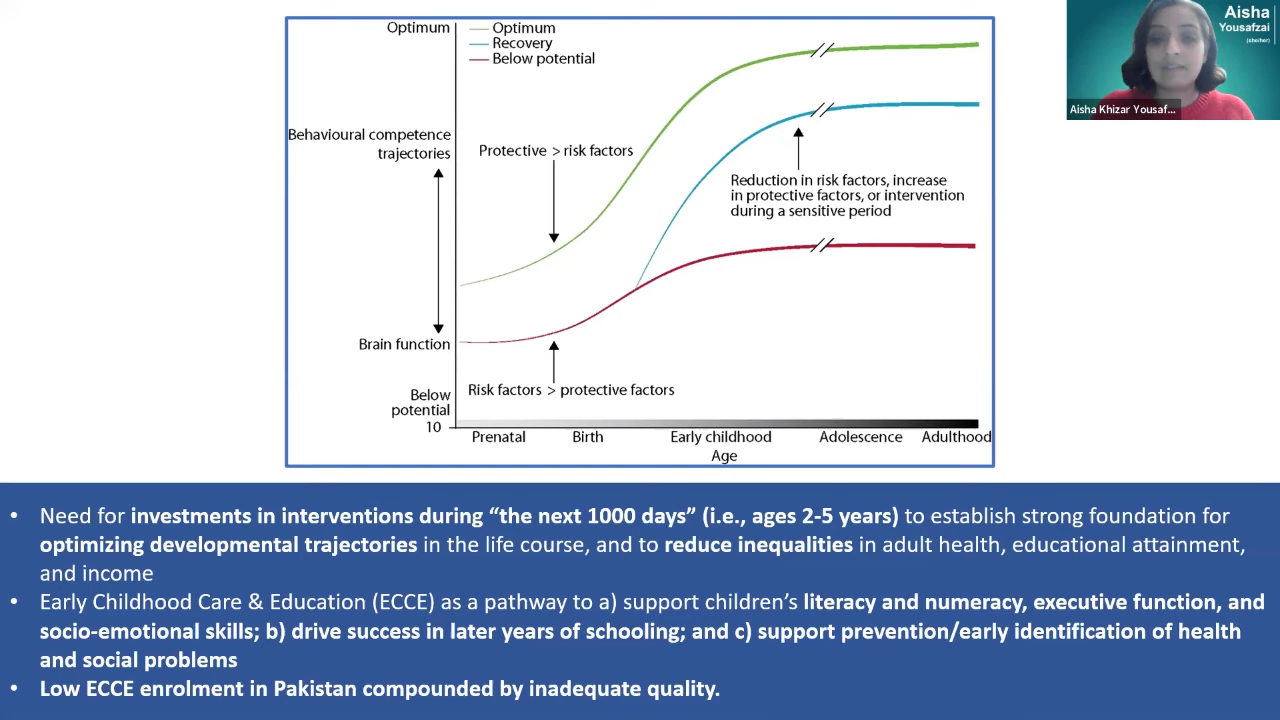 Optimum
Optimum
Recovery
Below potential
Behavioural competence
trajectories
Protective > risk factors
Reduction in risk factors, increase
in protective factors, or intervention
during a sensitive period
Brain function
Risk factors > protective factors
Below
potential
10
Prenatal
Birth
Early childhood
Adolescence
Adulthood
Age
Aisha
Yousafzai
(she/her)
Aisha Khizar Yousaf...
• Need for investments in interventions during “the next 1000 days” (i.e., ages 2-5 years) to establish strong foundation for
optimizing developmental trajectories in the life course, and to reduce inequalities in adult health, educational attainment,
and income
• Early Childhood Care & Education (ECCE) as a pathway to a) support children’s literacy and numeracy, executive function, and
socio-emotional skills; b) drive success in later years of schooling; and c) support prevention/early identification of health
and social problems
• Low ECCE enrolment in Pakistan compounded by inadequate quality.